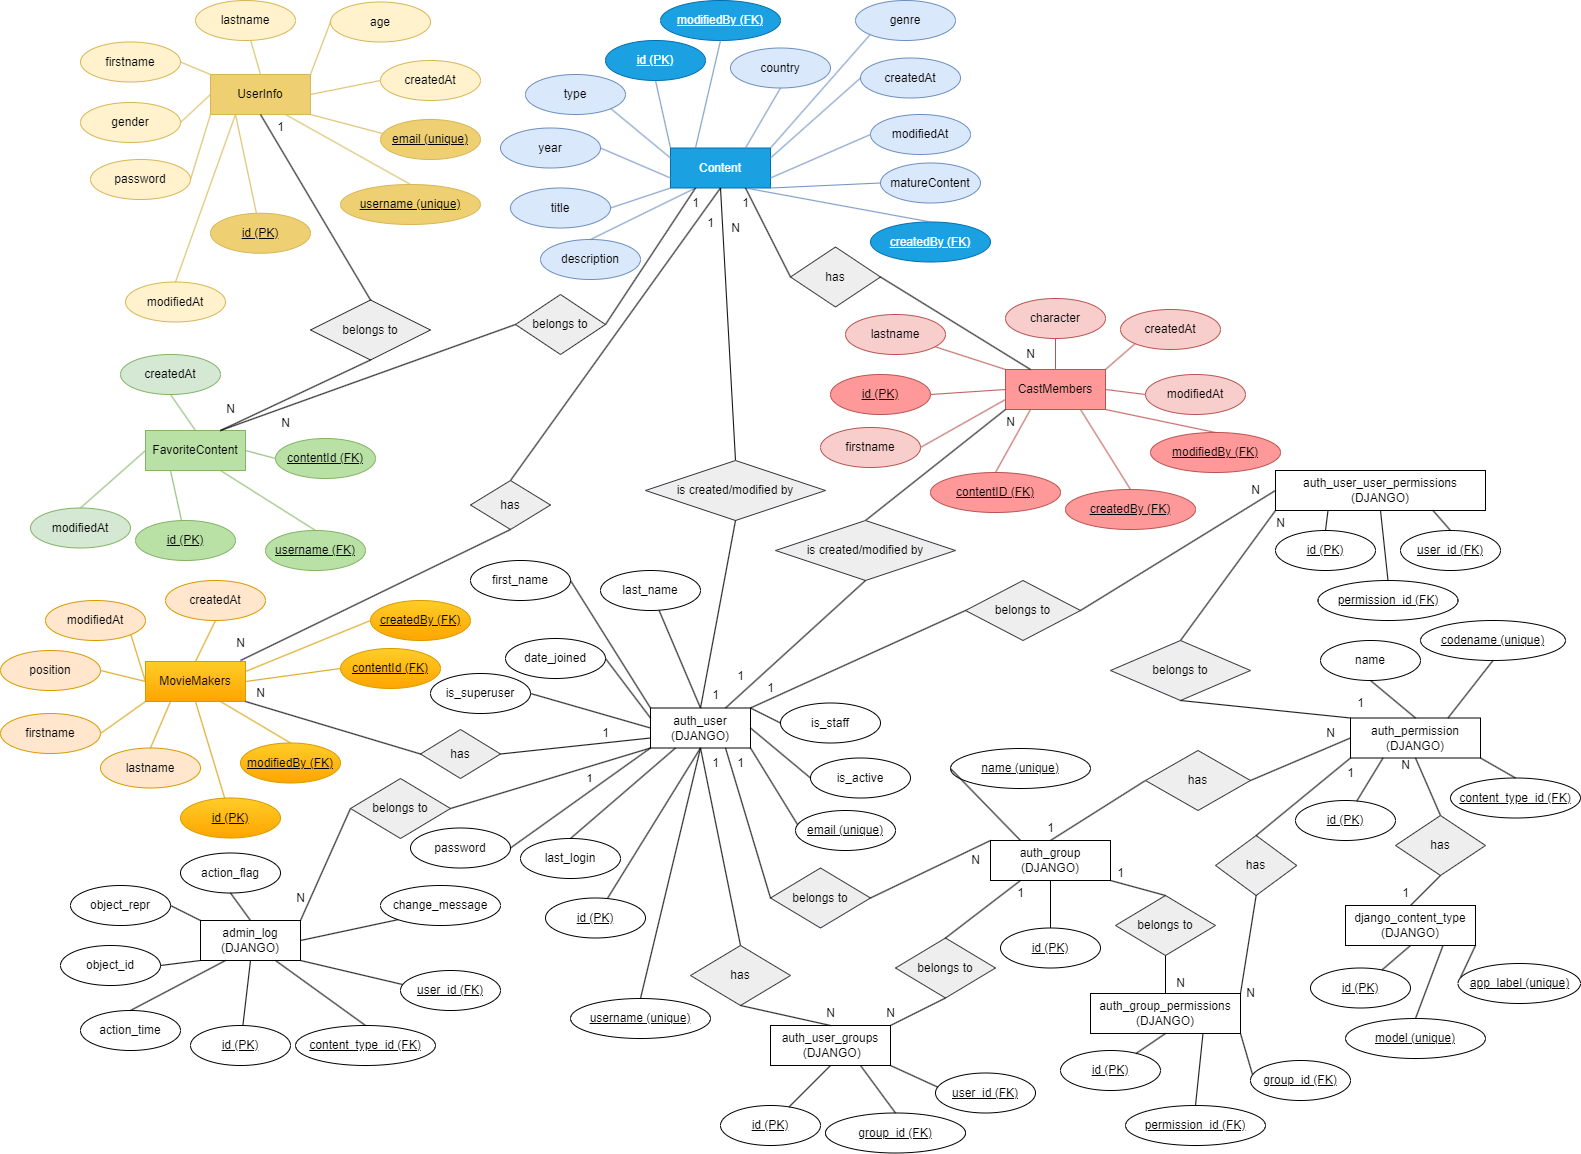 lastname
age
firstname
UserInfo
createdAt
gender
1
email (unique)
password
username (unique)
id (PK)
modifiedAt
belongs to
modifiedBy (FK)
genre
id (PK)
country
createdAt
type
modifiedAt
year
Content
matureContent
title
1
1
N
1
createdBy (FK)
description
has
belongs to
character
createdAt
lastname
N
CastMembers
id (PK)
modifiedAt
N
firstname
modifiedBy (FK)
contentID (FK)
createdBy (FK)
createdAt
N
N
FavoriteContent
contentId (FK)
modifiedAt
id (PK)
username (FK)
has
is created/modified by
is created/modified by
N
auth_user_user_permissions
(DJANGO)
N
id (PK)
user_id (FK)
permission_id (FK)
belongs to
belongs to
codename (unique)
name
1
auth_permission
(DJANGO)
N
1
N
id (PK)
content_type_id (FK)
createdAt
modifiedAt
createdBy (FK)
N
position
contentId (FK)
MovieMakers
N
firstname
lastname
modifiedBy (FK)
id (PK)
has
1
first_name
last_name
date_joined
is_superuser
1
1
1
auth_user
(DJANGO)
is_staff
is_active
email (unique)
1
1
1
password
last_login
id (PK)
username (unique)
belongs to
action_flag
N
object_repr
change_message
admin_log
(DJANGO)
object_id
user_id (FK)
action_time
id (PK)
content_type_id (FK)
name (unique)
has
1
auth_group
(DJANGO)
N
1
1
id (PK)
belongs to
has
belongs to
N
N
auth_user_groups
(DJANGO)
user_id (FK)
id (PK)
group_id (FK)
has
has
belongs to
1
django_content_type
(DJANGO)
id (PK)
app_label (unique)
model (unique)
N
N
auth_group_permissions
(DJANGO)
id (PK)
group_id (FK)
permission_id (FK)